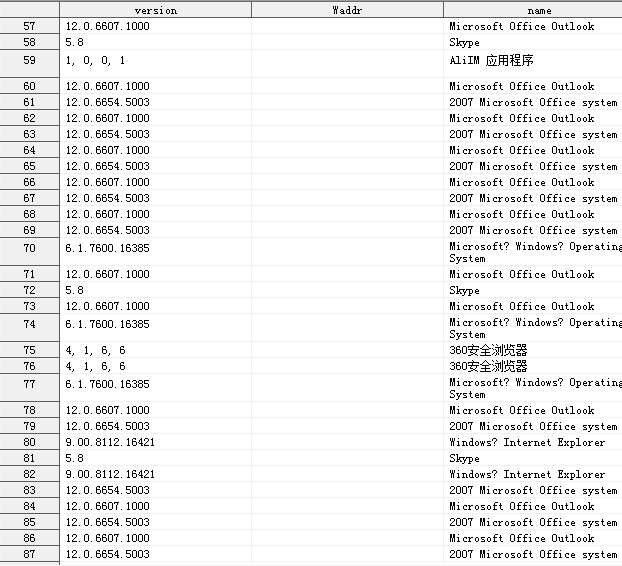 version Waddr name
57 12.0.6607.1000 Microsoft Office Outlook
58 5.8 Skype
59 1, 0, 0, 1 AliIM 应用程序
60 12.0.6607.1000 Microsoft Office Outlook
61 12.0.6654.5003 2007 Microsoft Office system
62 12.0.6607.1000 Microsoft Office Outlook
63 12.0.6654.5003 2007 Microsoft Office system
64 12.0.6607.1000 Microsoft Office Outlook
65 12.0.6654.5003 2007 Microsoft Office system
66 12.0.6607.1000 Microsoft Office Outlook
67 12.0.6654.5003 2007 Microsoft Office system
68 12.0.6607.1000 Microsoft Office Outlook
69 12.0.6654.5003 2007 Microsoft Office system
70 6.1.7600.16385 Microsoft? Windows? Operating
System
71 12.0.6607.1000 Microsoft Office Outlook
72 5.8 Skype
73 12.0.6607.1000 Microsoft Office Outlook
74 6.1.7600.16385 Microsoft? Windows? Operating
System
75 4, 1, 6, 6 360安全浏览器
76 4, 1, 6, 6 360安全浏览器
77 6.1.7600.16385 Microsoft? Windows? Operating
System
78 12.0.6607.1000 Microsoft Office Outlook
79 12.0.6654.5003 2007 Microsoft Office system
80 9.00.8112.16421 Windows? Internet Explorer
81 5.8 Skype
82 9.00.8112.16421 Windows? Internet Explorer
83 12.0.6654.5003 2007 Microsoft Office system
84 12.0.6607.1000 Microsoft Office Outlook
85 12.0.6654.5003 2007 Microsoft Office system
86 12.0.6607.1000 Microsoft Office Outlook
87 12.0.6654.5003 2007 Microsoft Office system